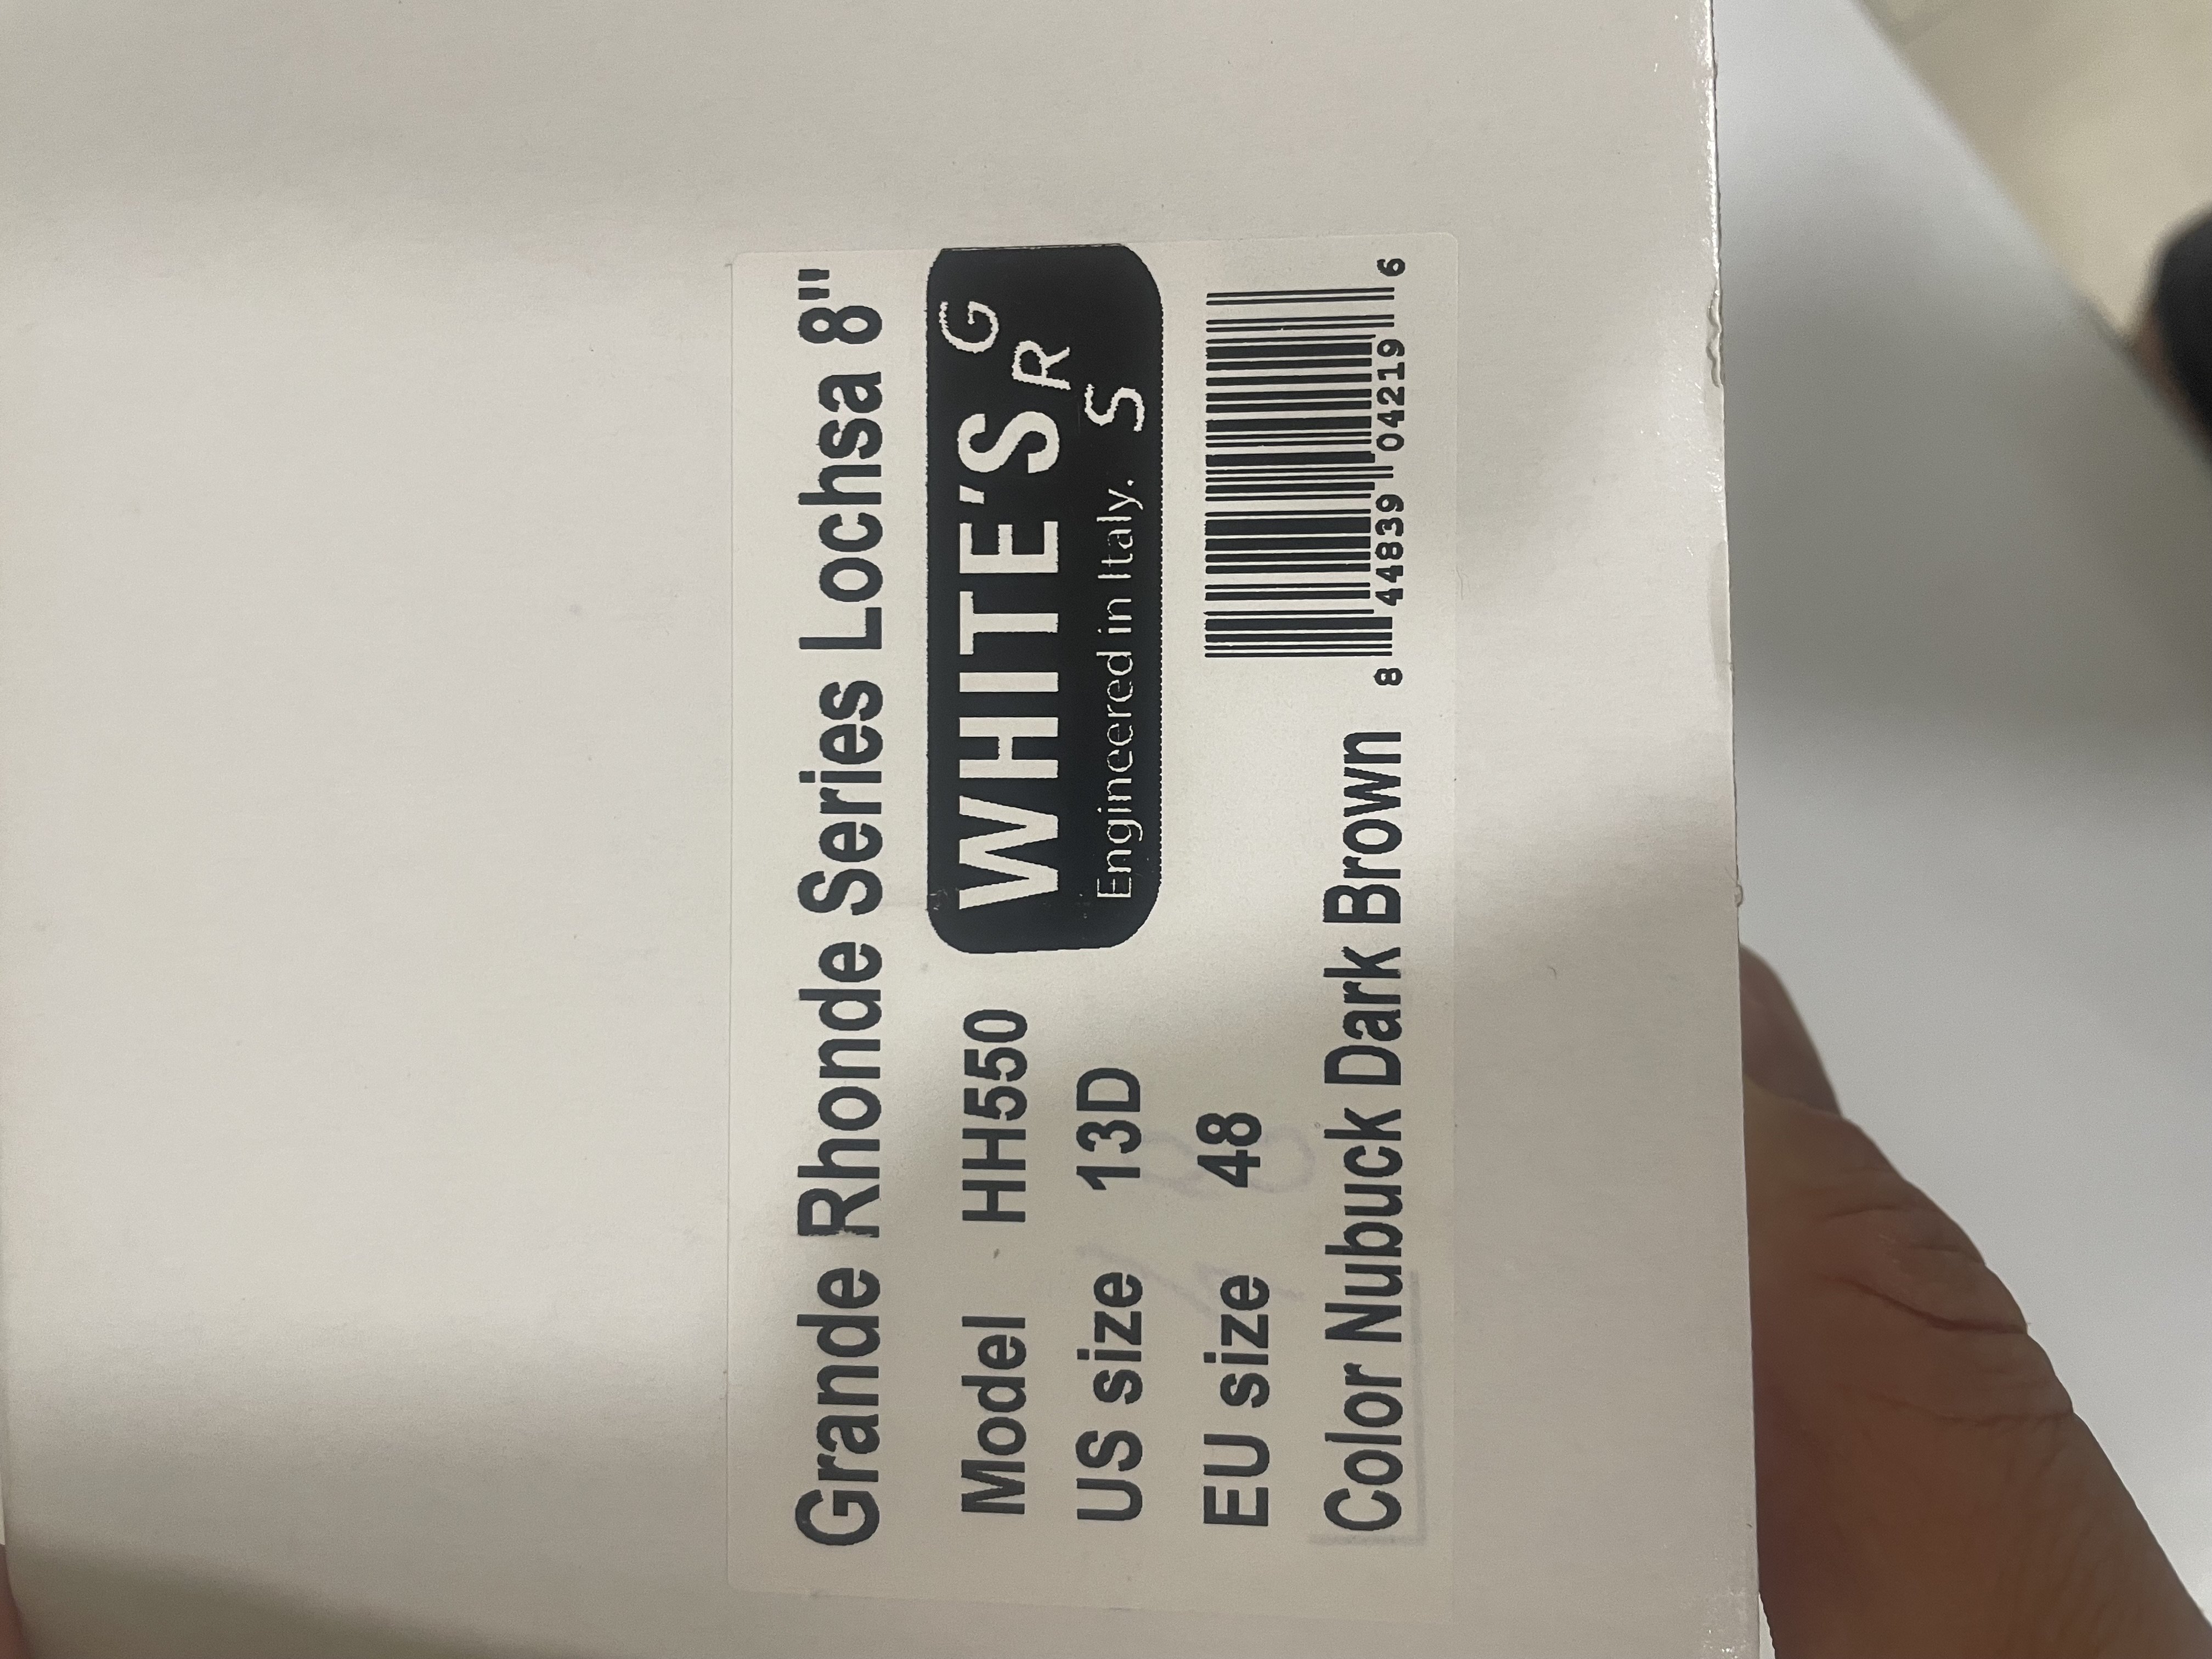 Grande Rhonde Series Lochsa 8"
Model HH550
WHITE'S
G
R
S
Engineered in Italy.
US size 13D
EU size 48
Color Nubuck Dark Brown
8 44839 04219 6